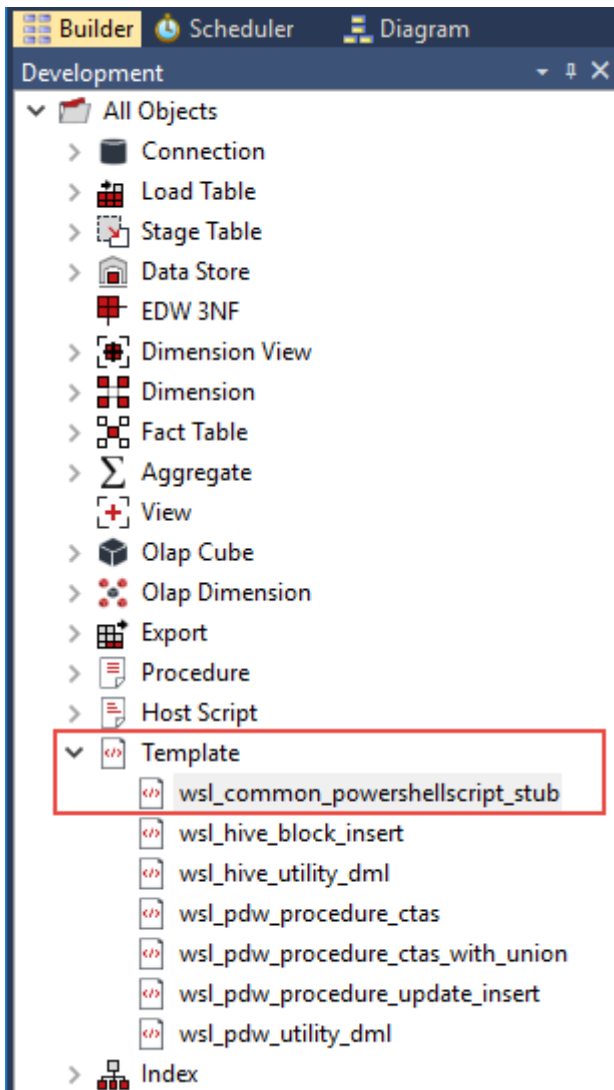 Builder Scheduler Diagram
Development
All Objects
Connection
Load Table
Stage Table
Data Store
EDW 3NF
Dimension View
Dimension
Fact Table
Aggregate
View
Olap Cube
Olap Dimension
Export
Procedure
Host Script
Template
wsl_common_powershellscript_stub
wsl_hive_block_insert
wsl_hive_utility_dml
wsl_pdw_procedure_ctas
wsl_pdw_procedure_ctas_with_union
wsl_pdw_procedure_update_insert
wsl_pdw_utility_dml
Index